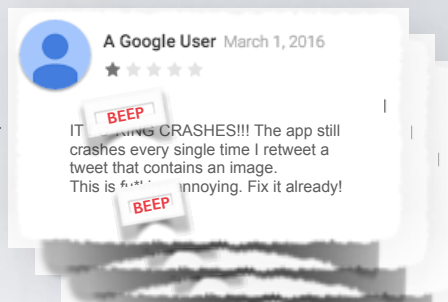 A Google User March 1, 2016
BEEP
IT KING CRASHES!!! The app still
crashes every single time I retweet a
tweet that contains an image.
This is annoying. Fix it already!
BEEP